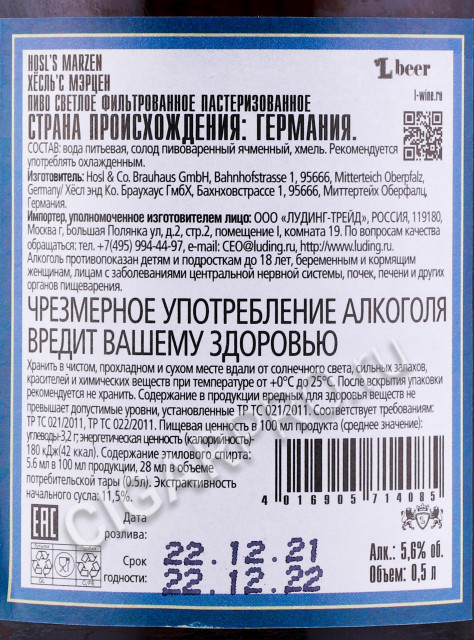 HOSL'S MARZEN
ХЁСЛЬ'С МЭРЦЕН
ПИВО СВЕТЛОЕ ФИЛЬТРОВАННОЕ ПАСТЕРИЗОВАННОЕ
СТРАНА ПРОИСХОЖДЕНИЯ: ГЕРМАНИЯ.
L beer
l-wine.ru
СОСТАВ: вода питьевая, солод пивоваренный ячменный, хмель. Рекомендуется
употреблять охлажденным.
Изготовитель: Hosl & Co. Brauhaus GmbH, Bahnhofstrasse 1, 95666, Mitterteich Oberpfalz,
Germany/ Хёсл энд Ко. Браухаус ГмбХ, Бахнховстрассе 1, 95666, Миттертейх Оберфалц,
Германия.
Импортер, уполномоченное изготовителем лицо: ООО «ЛУДИНГ-ТРЕЙД», РОССИЯ, 119180,
Москва г, Большая Полянка ул, д.2, стр.2, помещение I, комната 19. По вопросам качества
обращаться: тел. +7(495) 994-44-97, e-mail: CEO@luding.ru, http://www.luding.ru.
Алкоголь противопоказан детям и подросткам до 18 лет, беременным и кормящим
женщинам, лицам с заболеваниями центральной нервной системы, почек, печени и других
органов пищеварения.
ЧРЕЗМЕРНОЕ УПОТРЕБЛЕНИЕ АЛКОГОЛЯ
ВРЕДИТ ВАШЕМУ ЗДОРОВЬЮ
Хранить в чистом, прохладном и сухом месте вдали от солнечного света, сильных запахов,
красителей и химических веществ при температуре от +0°С до 25°С. После вскрытия упаковки
рекомендуется не хранить. Содержание в продукции вредных для здоровья веществ не
превышает допустимые уровни, установленные ТР ТС 021/2011. Соответствует требованиям:
ТР ТС 021/2011, ТР ТС 022/2011. Пищевая ценность в 100 мл продукта (среднее значение):
углеводы-3,2 г; энергетическая ценность (калорийность)-
180 кДж(42 ккал). Содержание этилового спирта:
5.6 мл в 100 мл продукции, 28 мл в объеме
потребительской тары (0.5л). Экстрактивность
начального сусла: 11,5%.
4 016905 714085
EAC
Дата
розлива:
22.12.21
Срок
годности:
22.12.22
Алк.: 5,6% об.
Объем: 0,5 л
CIGARPRO.RU